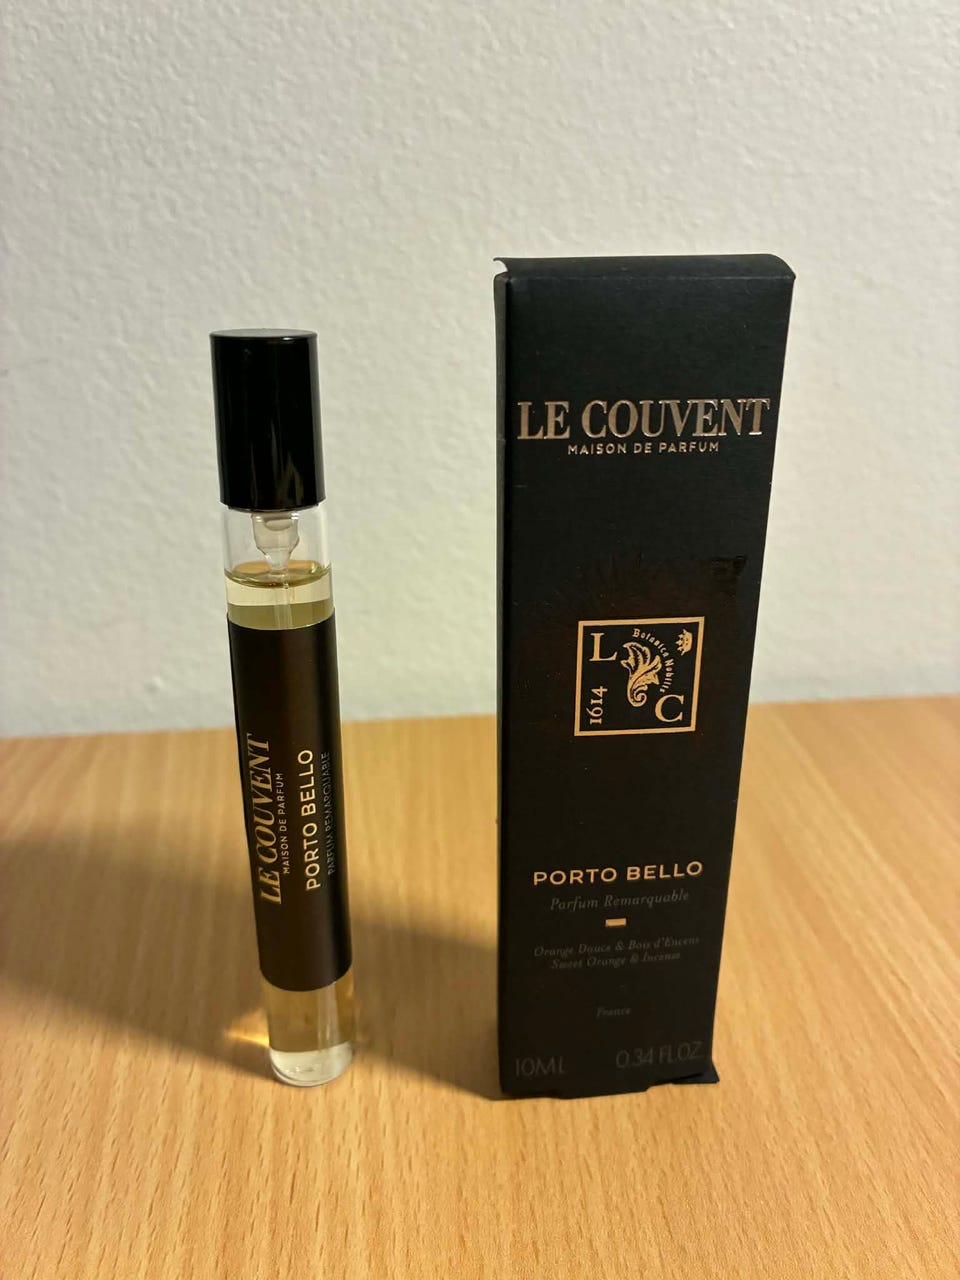 LE COUVENT
MAISON DE PARFUM
PORTO BELLO
PARFUM REMARQUABLE
LE COUVENT
MAISON DE PARFUM
L
Botanica Nobilis
1614
C
PORTO BELLO
Parfum Remarquable
Orange Douce & Bois d'Encens
Sweet Orange & Incense
France
10ML 0.34 FL.OZ